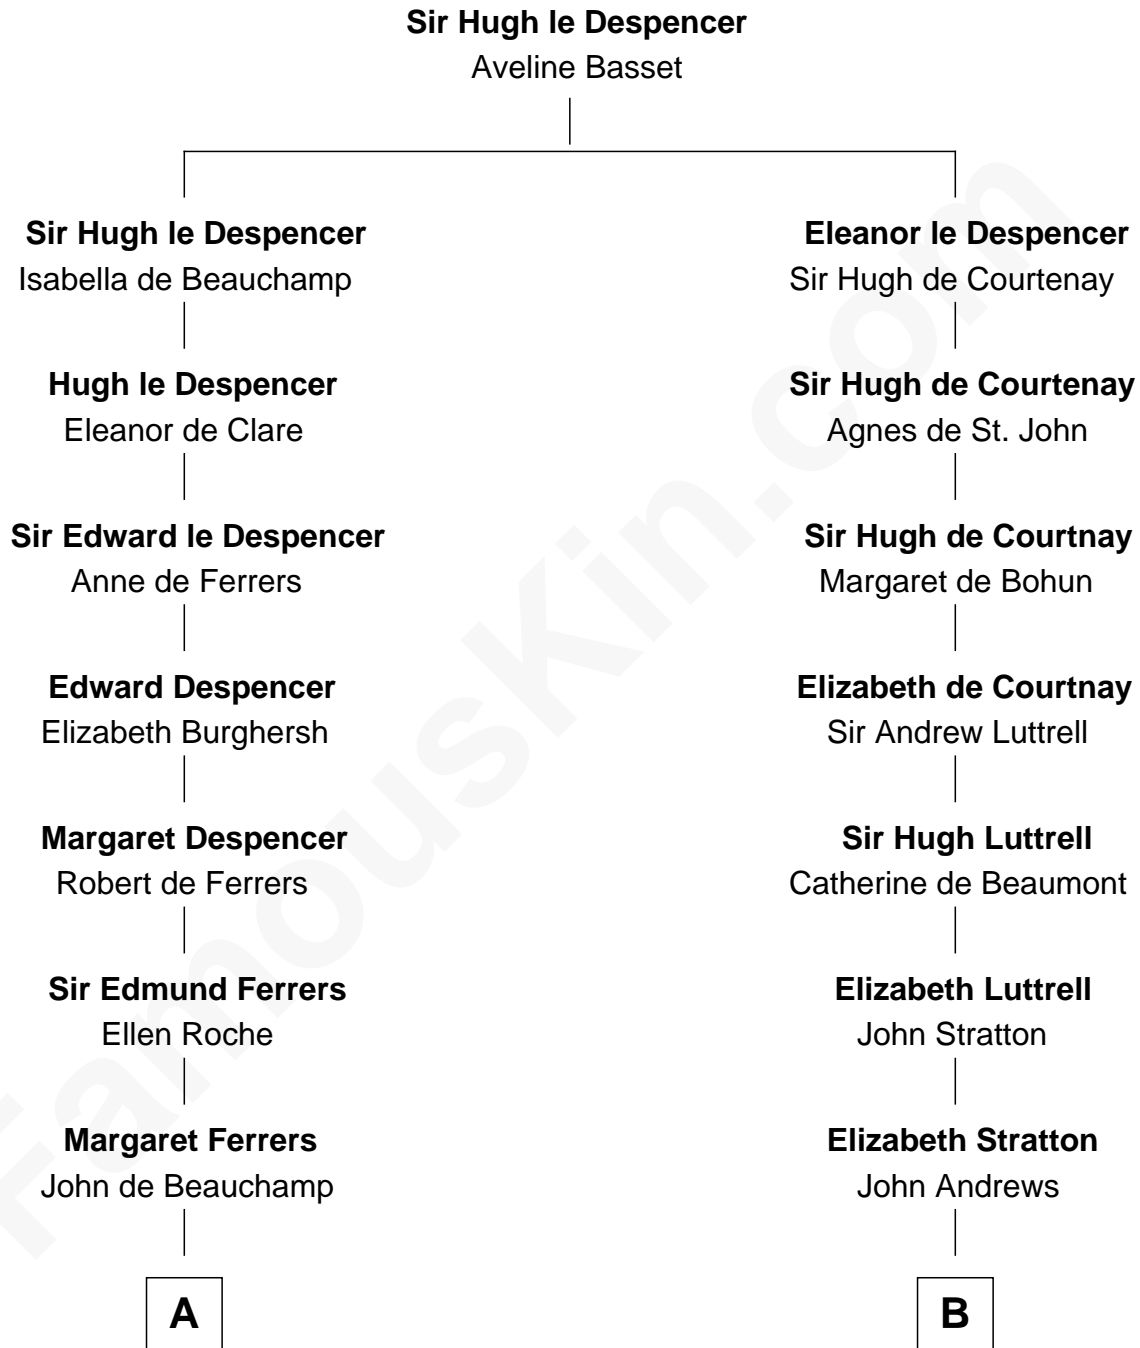 Sir Hugh le Despencer
Aveline Basset
Sir Hugh le Despencer
Isabella de Beauchamp
Hugh le Despencer
Eleanor de Clare
Sir Edward le Despencer
Anne de Ferrers
Edward Despencer
Elizabeth Burghersh
Margaret Despencer
Robert de Ferrers
Sir Edmund Ferrers
Ellen Roche
Margaret Ferrers
John de Beauchamp
A
Eleanor le Despencer
Sir Hugh de Courtenay
Sir Hugh de Courtenay
Agnes de St. John
Sir Hugh de Courtnay
Margaret de Bohun
Elizabeth de Courtnay
Sir Andrew Luttrell
Sir Hugh Luttrell
Catherine de Beaumont
Elizabeth Luttrell
John Stratton
Elizabeth Stratton
John Andrews
B
FamousKin.com